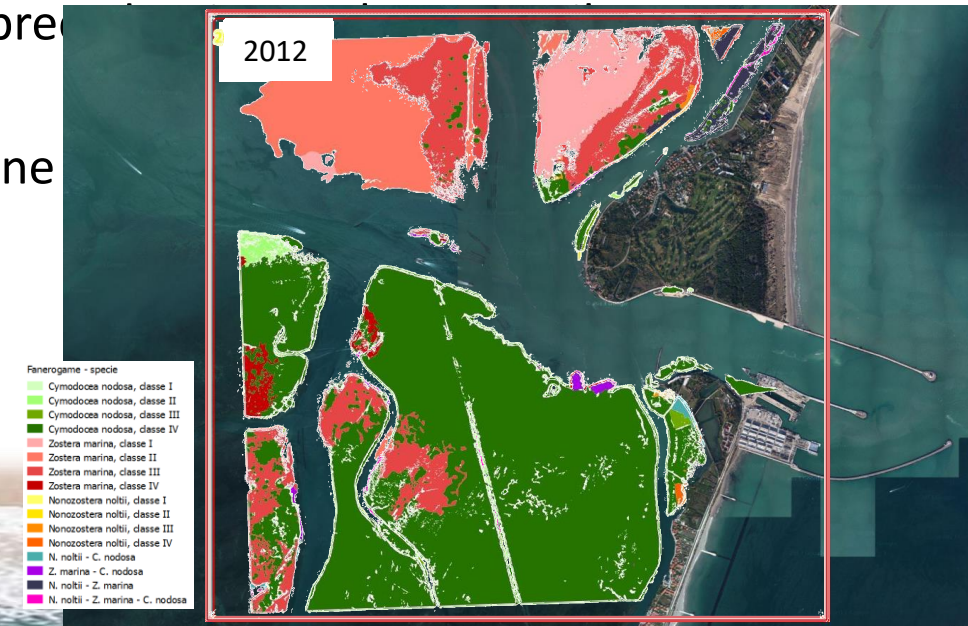 2012
ne
Fanerogame - specie
Cymodocea nodosa, classe I
Cymodocea nodosa, classe II
Cymodocea nodosa, classe III
Cymodocea nodosa, classe IV
Zostera marina, classe I
Zostera marina, classe II
Zostera marina, classe III
Zostera marina, classe IV
Nonozostera noltii, classe I
Nonozostera noltii, classe II
Nonozostera noltii, classe III
Nonozostera noltii, classe IV
N. noltii - C. nodosa
Z. marina - C. nodosa
N. noltii - Z. marina
N. noltii - Z. marina - C. nodosa